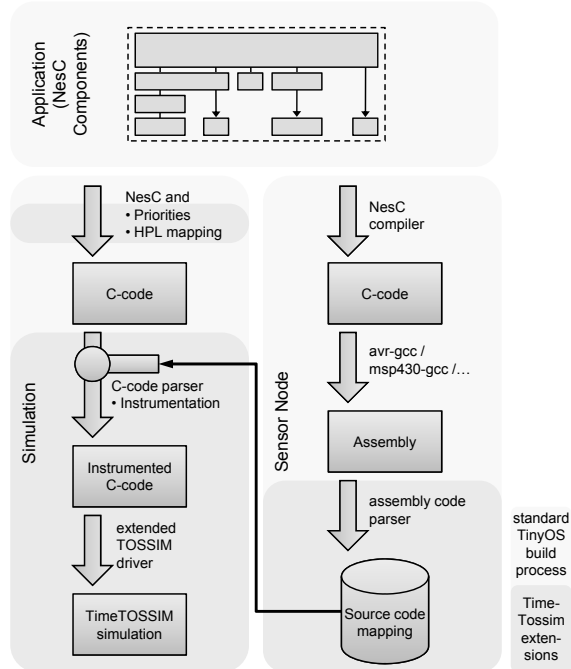 Application
(NesC
Components)
NesC and
• Priorities
• HPL mapping
C-code
C-code parser
• Instrumentation
Simulation
Instrumented
C-code
extended
TOSSIM
driver
TimeTOSSIM
simulation
NesC
compiler
C-code
avr-gcc /
msp430-gcc /...
Sensor Node
Assembly
assembly code
parser
Source code
mapping
standard
TinyOS
build
process
Time-
Tossim
exten-
sions